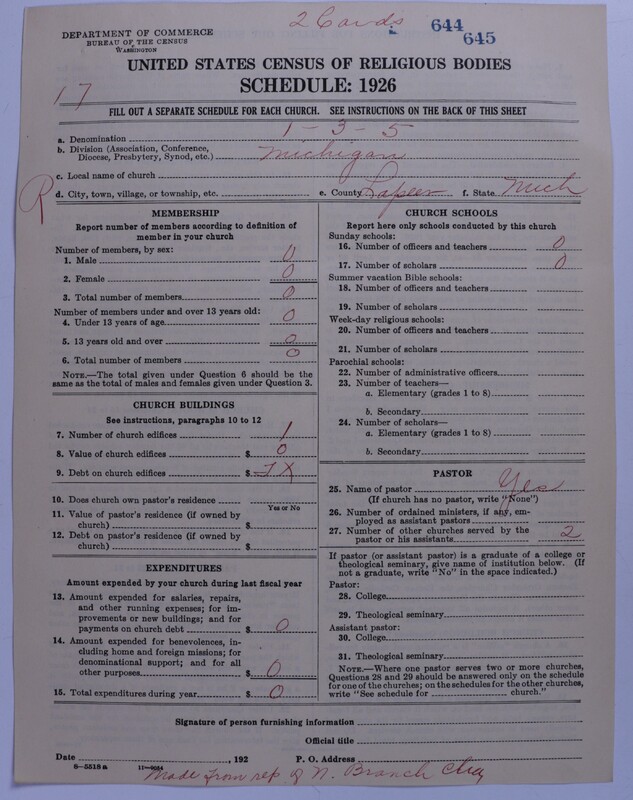 2 Cards
644
645
DEPARTMENT OF COMMERCE
BUREAU OF THE CENSUS
WASHINGTON
UNITED STATES CENSUS OF RELIGIOUS BODIES
SCHEDULE: 1926
17
FILL OUT A SEPARATE SCHEDULE FOR EACH CHURCH. SEE INSTRUCTIONS ON THE BACK OF THIS SHEET
a. Denomination 1-3-5
b. Division (Association, Conference,
Diocese, Presbytery, Synod, etc.) Michigan
c. Local name of church
R
d. City, town, village, or township, etc. e. County Lapeer f. State Mich
MEMBERSHIP
Report number of members according to definition of
member in your church
Number of members, by sex:
1. Male 0
2. Female 0
3. Total number of members 0
Number of members under and over 13 years old:
4. Under 13 years of age 0
5. 13 years old and over 0
6. Total number of members 0
NOTE.—The total given under Question 6 should be
the same as the total of males and females given under Question 3.
CHURCH BUILDINGS
See instructions, paragraphs 10 to 12
7. Number of church edifices 1
8. Value of church edifices $ 0
9. Debt on church edifices $ X
10. Does church own pastor's residence
Yes or No
11. Value of pastor's residence (if owned by
church) $
12. Debt on pastor's residence (if owned by
church) $
EXPENDITURES
Amount expended by your church during last fiscal year
13. Amount expended for salaries, repairs,
and other running expenses; for im-
provements or new buildings; and for
payments on church debt $ 0
14. Amount expended for benevolences, in-
cluding home and foreign missions; for
denominational support; and for all
other purposes $ 0
15. Total expenditures during year $ 0
CHURCH SCHOOLS
Report here only schools conducted by this church
Sunday schools:
16. Number of officers and teachers 0
17. Number of scholars 0
Summer vacation Bible schools:
18. Number of officers and teachers
19. Number of scholars
Week-day religious schools:
20. Number of officers and teachers
21. Number of scholars
Parochial schools:
22. Number of administrative officers
23. Number of teachers—
a. Elementary (grades 1 to 8)
b. Secondary
24. Number of scholars—
a. Elementary (grades 1 to 8)
b. Secondary
PASTOR
25. Name of pastor Yes
(If church has no pastor, write "None")
26. Number of ordained ministers, if any, em-
ployed as assistant pastors
27. Number of other churches served by the
pastor or his assistants 2
If pastor (or assistant pastor) is a graduate of a college or
theological seminary, give name of institution below. (If
not a graduate, write "No" in the space indicated.)
Pastor:
28. College
29. Theological seminary
Assistant pastor:
30. College
31. Theological seminary
NOTE.—Where one pastor serves two or more churches,
Questions 28 and 29 should be answered only on the schedule
for one of the churches; on the schedules for the other churches,
write "See schedule for church."
Signature of person furnishing information
Official title
Date , 192 P. O. Address
8-5518 a
Made from rep of N. Branch Chg